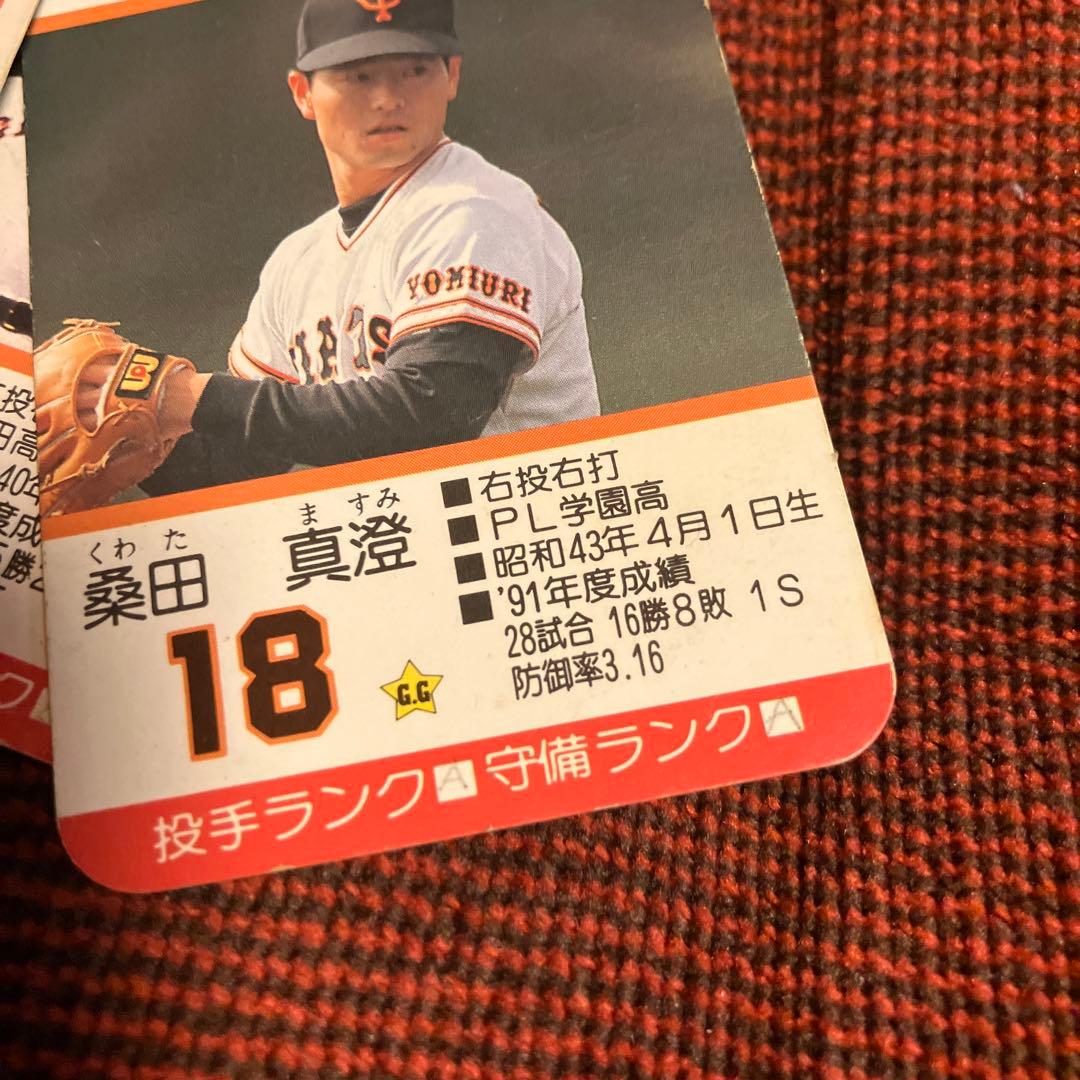 YOMIURI
くわ た ま すみ
桑田 真澄
18
G.G
■右投右打
■PL学園高
■昭和43年4月1日生
■'91年度成績
28試合 16勝8敗 1S
防御率3.16
投手ランクA 守備ランクA